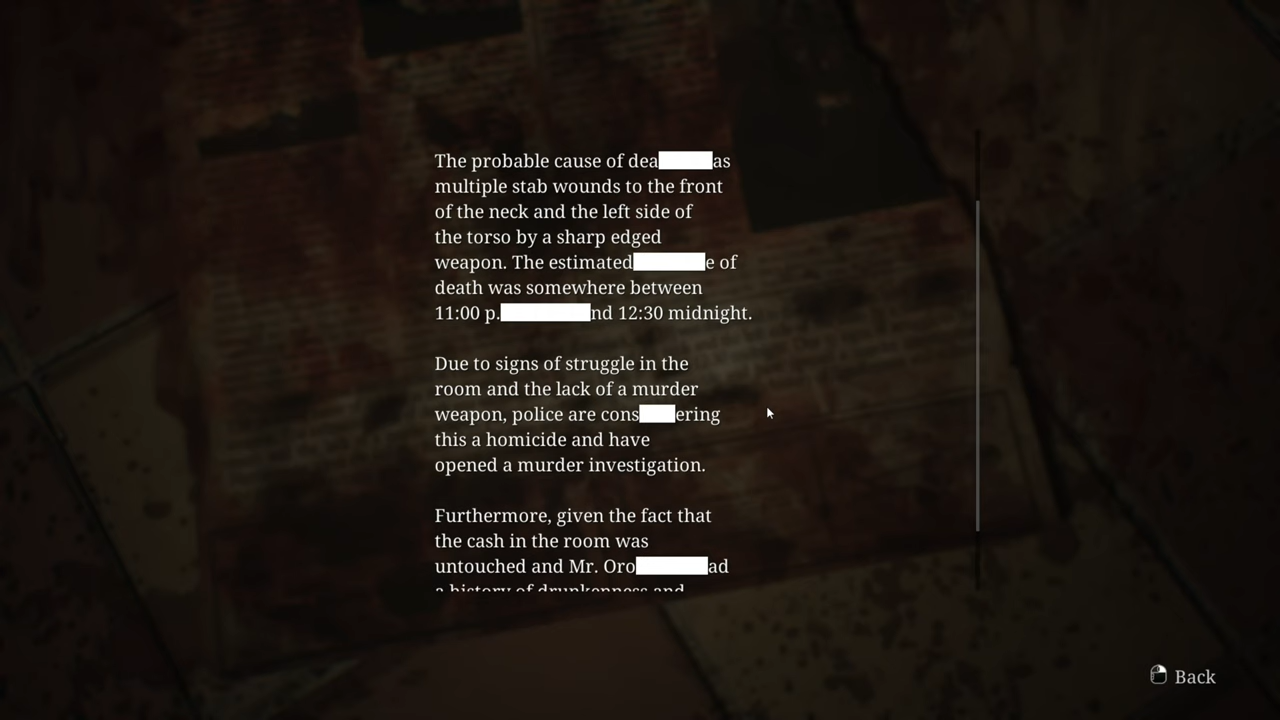 The probable cause of dea as
multiple stab wounds to the front
of the neck and the left side of
the torso by a sharp edged
weapon. The estimated e of
death was somewhere between
11:00 p. nd 12:30 midnight.
Due to signs of struggle in the
room and the lack of a murder
weapon, police are cons ering
this a homicide and have
opened a murder investigation.
Furthermore, given the fact that
the cash in the room was
untouched and Mr. Oro ad
a history of drunkenness and
Back